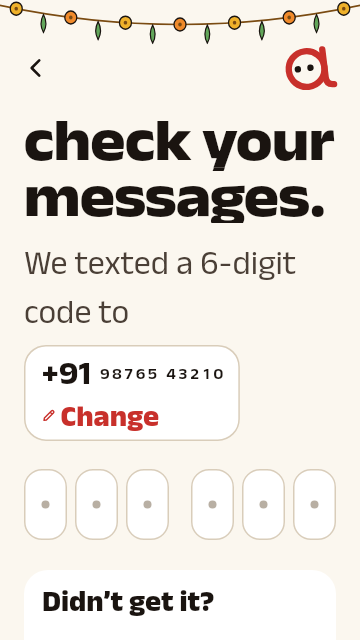 check your
messages.
We texted a 6-digit
code to
+91 98765 43210
Change
Didn't get it?